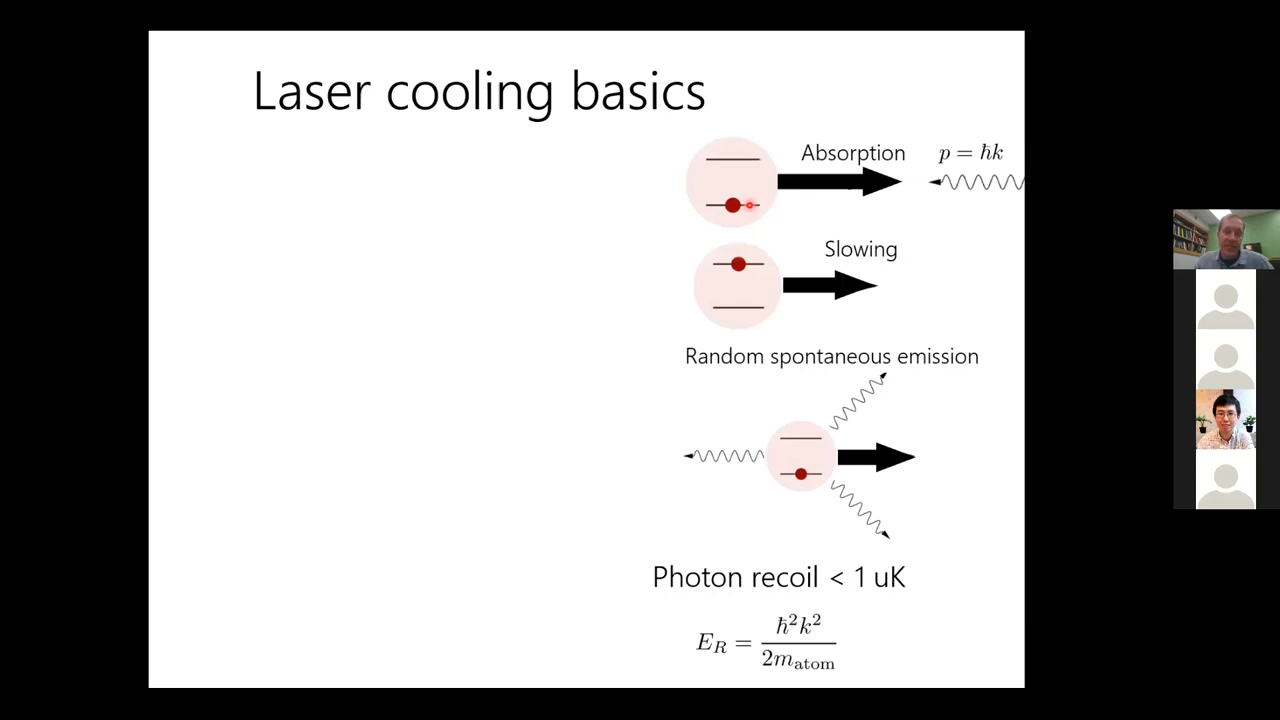 Laser cooling basics
Absorption
p = ħk
Slowing
Random spontaneous emission
Photon recoil < 1 uK
E_R = ħ²k² / 2m_atom